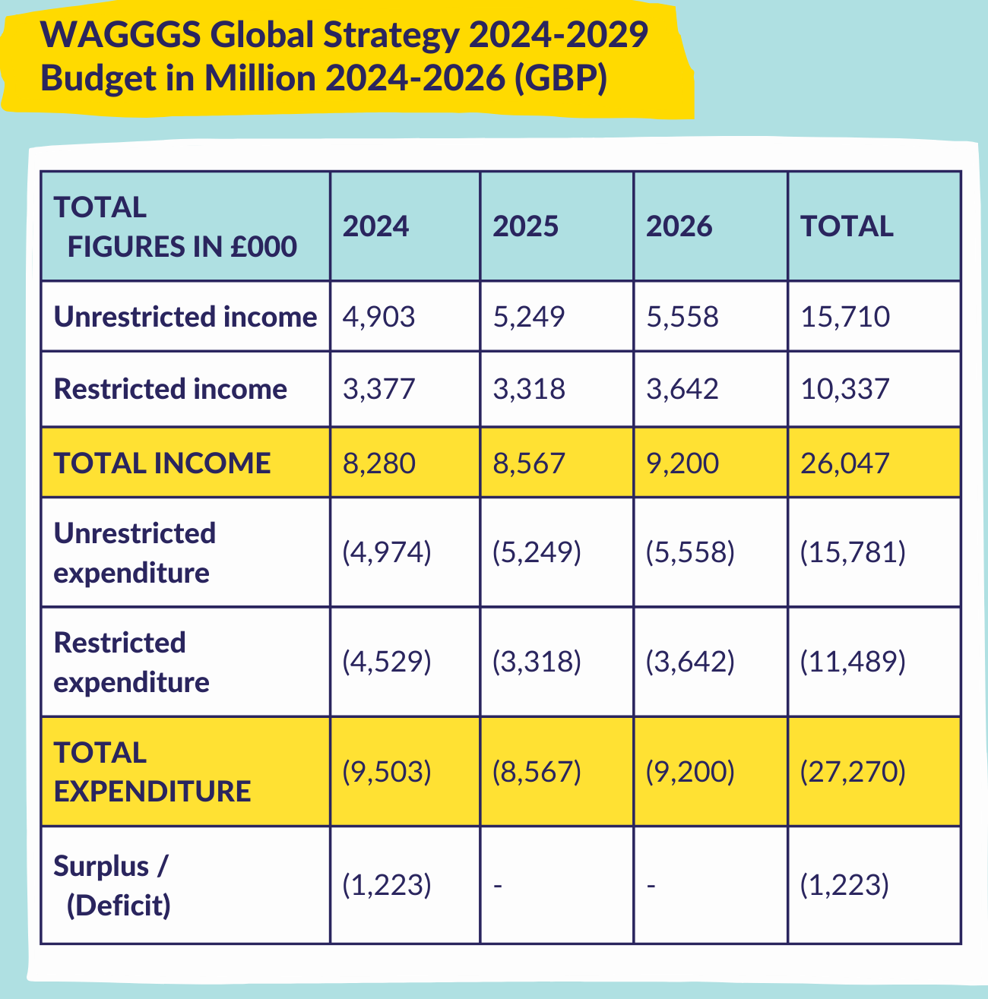 WAGGGS Global Strategy 2024-2029
Budget in Million 2024-2026 (GBP)
TOTAL
FIGURES IN £000 2024 2025 2026 TOTAL
Unrestricted income 4,903 5,249 5,558 15,710
Restricted income 3,377 3,318 3,642 10,337
TOTAL INCOME 8,280 8,567 9,200 26,047
Unrestricted
expenditure (4,974) (5,249) (5,558) (15,781)
Restricted
expenditure (4,529) (3,318) (3,642) (11,489)
TOTAL
EXPENDITURE (9,503) (8,567) (9,200) (27,270)
Surplus /
(Deficit) (1,223) - - (1,223)